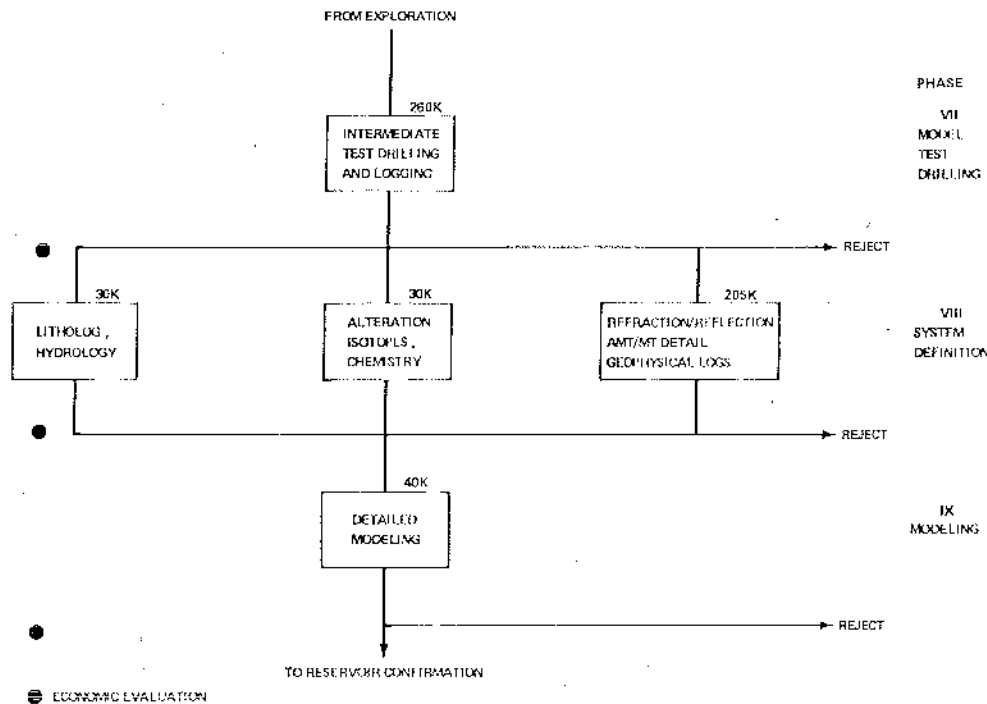 FROM EXPLORATION
PHASE
260K
VII
INTERMEDIATE
MODEL
TEST DRILLING
TEST
AND LOGGING
DRILLING
REJECT
30K
30K
205K
VIII
LITHOLOG,
HYDROLOGY
ALTERATION
ISOTOPES,
CHEMISTRY
REFRACTION/REFLECTION
AMT/MT DETAIL
GEOPHYSICAL LOGS
SYSTEM
DEFINITION
REJECT
40K
DETAILED
MODELING
IX
MODELING
REJECT
TO RESERVOIR CONFIRMATION
ECONOMIC EVALUATION